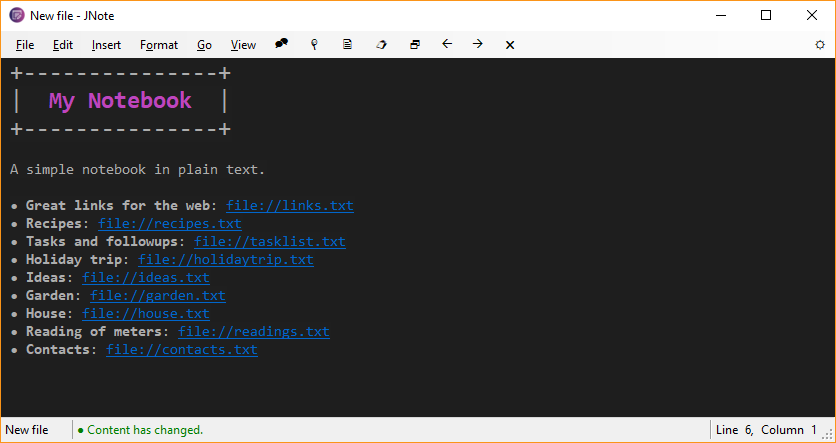 New file - JNote
File Edit Insert Format Go View
+---------------+
| My Notebook |
+---------------+
A simple notebook in plain text.
• Great links for the web: file://links.txt
• Recipes: file://recipes.txt
• Tasks and followups: file://tasklist.txt
• Holiday trip: file://holidaytrip.txt
• Ideas: file://ideas.txt
• Garden: file://garden.txt
• House: file://house.txt
• Reading of meters: file://readings.txt
• Contacts: file://contacts.txt
New file ● Content has changed. Line 6, Column 1